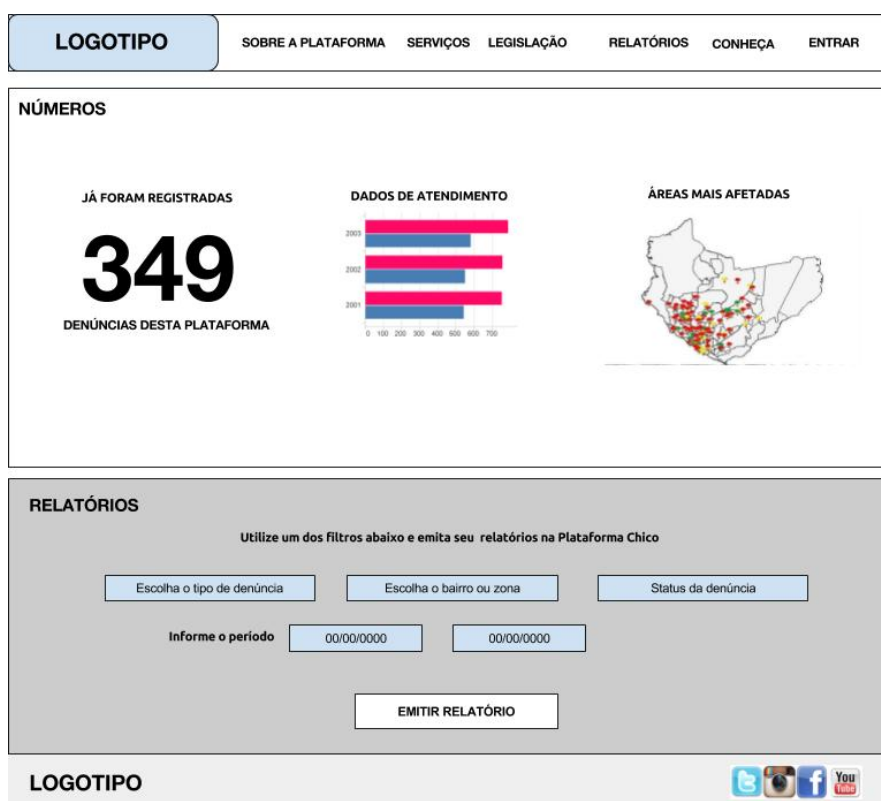 LOGOTIPO
SOBRE A PLATAFORMA SERVIÇOS LEGISLAÇÃO RELATÓRIOS CONHEÇA ENTRAR
NÚMEROS
JÁ FORAM REGISTRADAS
349
DENÚNCIAS DESTA PLATAFORMA
DADOS DE ATENDIMENTO
2003
2002
2001
0 100 200 300 400 500 600 700
ÁREAS MAIS AFETADAS
RELATÓRIOS
Utilize um dos filtros abaixo e emita seu relatórios na Plataforma Chico
Escolha o tipo de denúncia
Escolha o bairro ou zona
Status da denúncia
Informe o período 00/00/0000 00/00/0000
EMITIR RELATÓRIO
LOGOTIPO
You
Tube